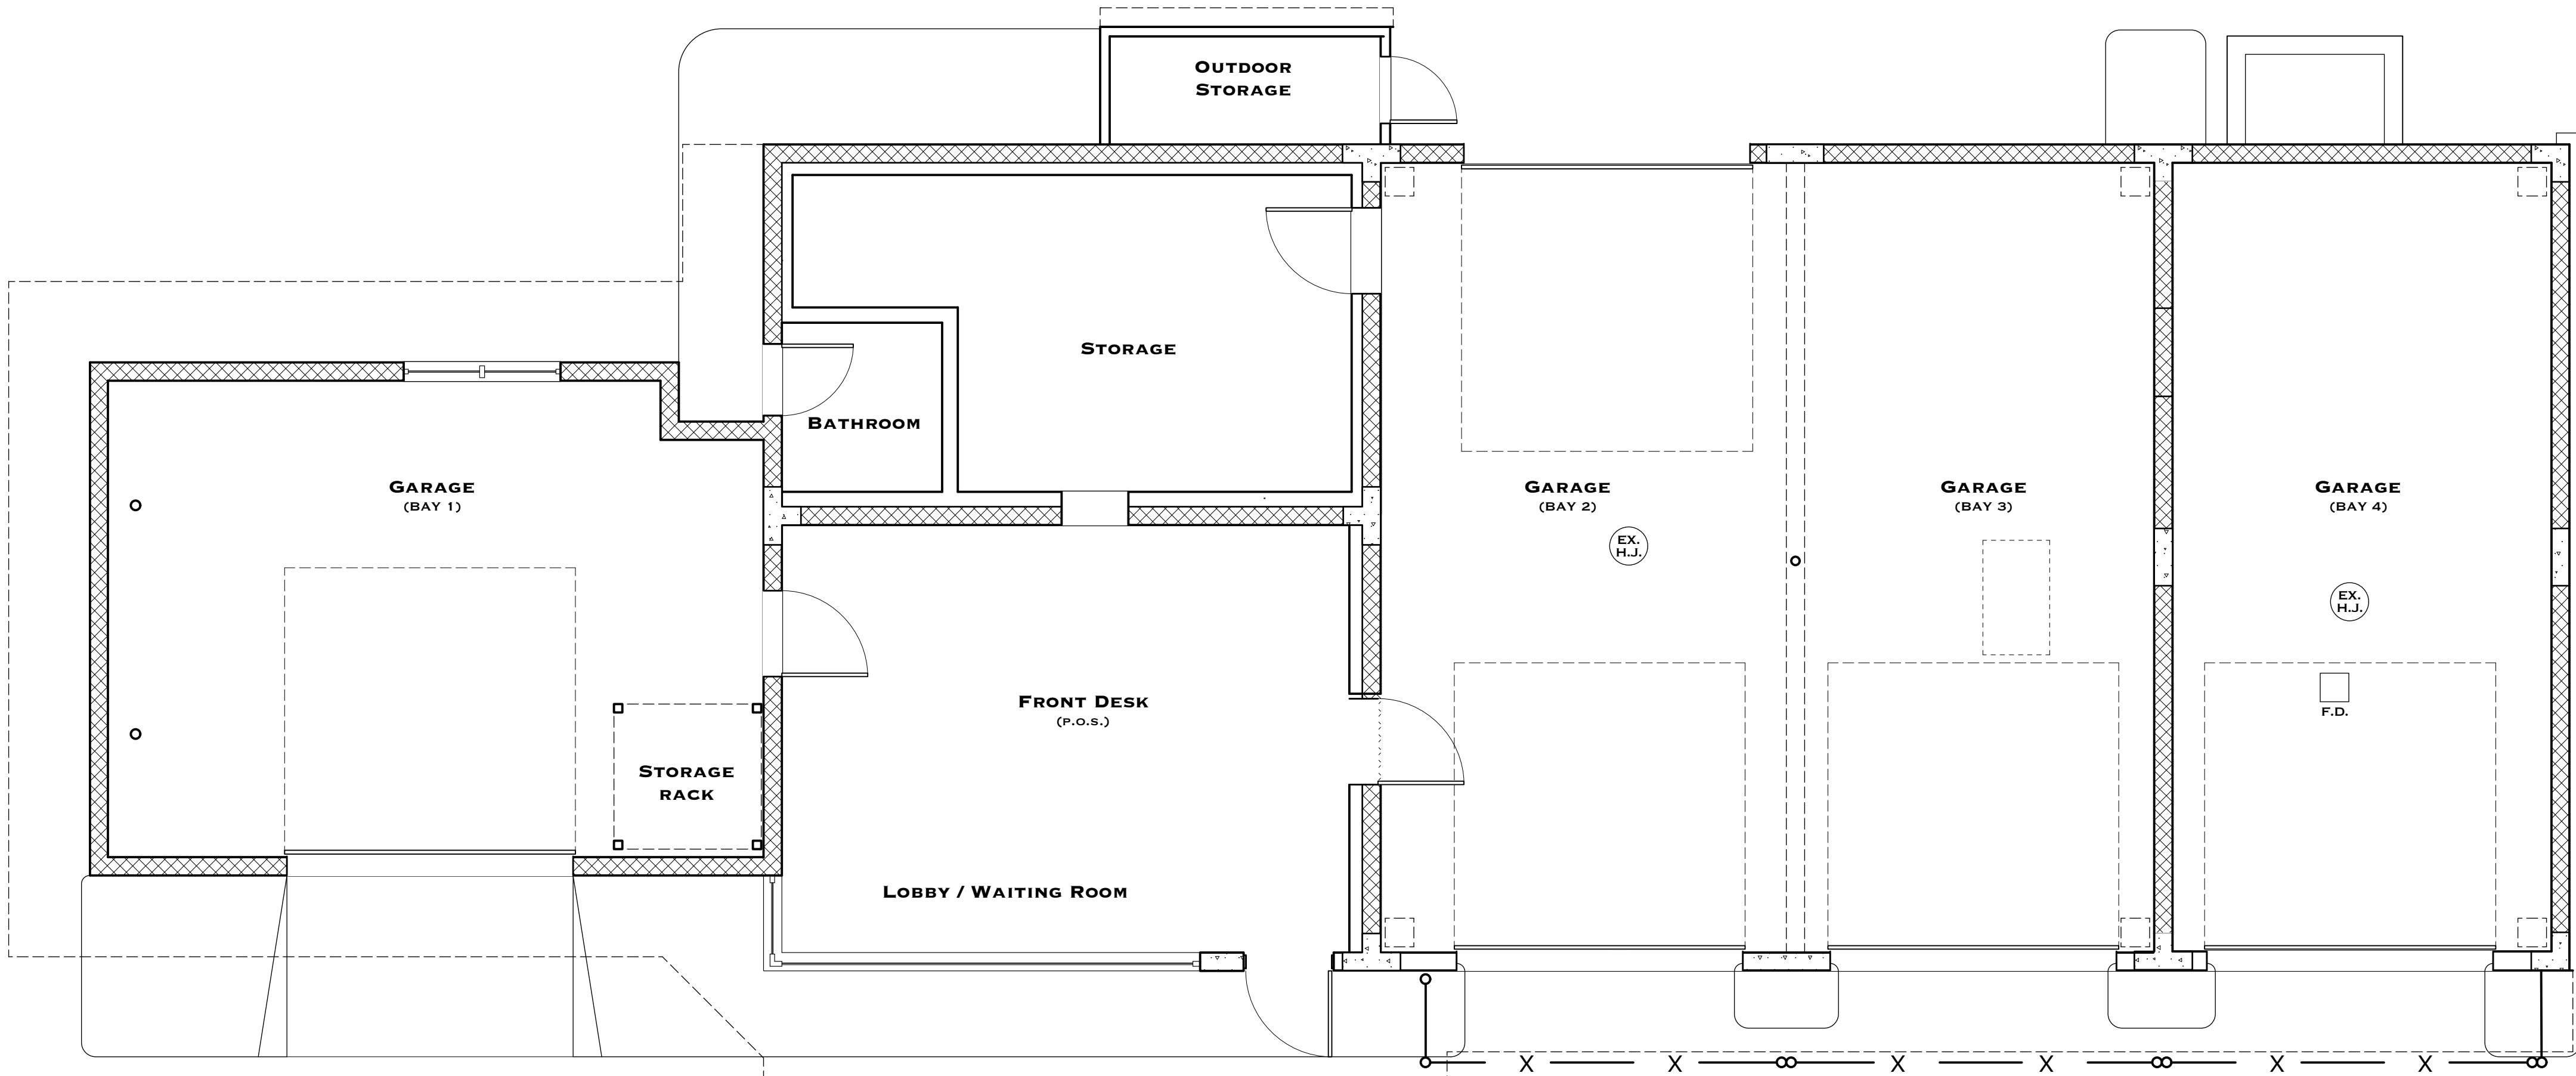 OUTDOOR
STORAGE
STORAGE
BATHROOM
GARAGE
(BAY 1)
GARAGE
(BAY 2)
GARAGE
(BAY 3)
GARAGE
(BAY 4)
EX.
H.J.
EX.
H.J.
FRONT DESK
(P.O.S.)
F.D.
STORAGE
RACK
LOBBY / WAITING ROOM
X X X X X X